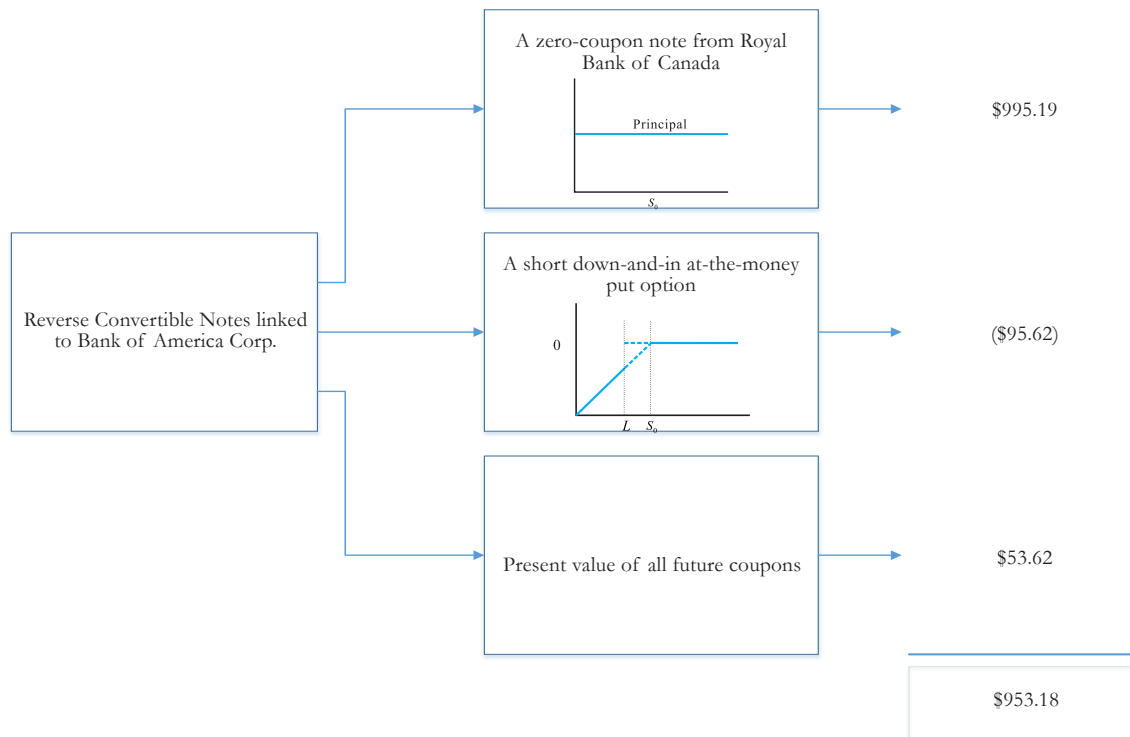 A zero-coupon note from Royal
Bank of Canada
Principal
S₀
$995.19
Reverse Convertible Notes linked
to Bank of America Corp.
A short down-and-in at-the-money
put option
0
L S₀
($95.62)
Present value of all future coupons
$53.62
$953.18